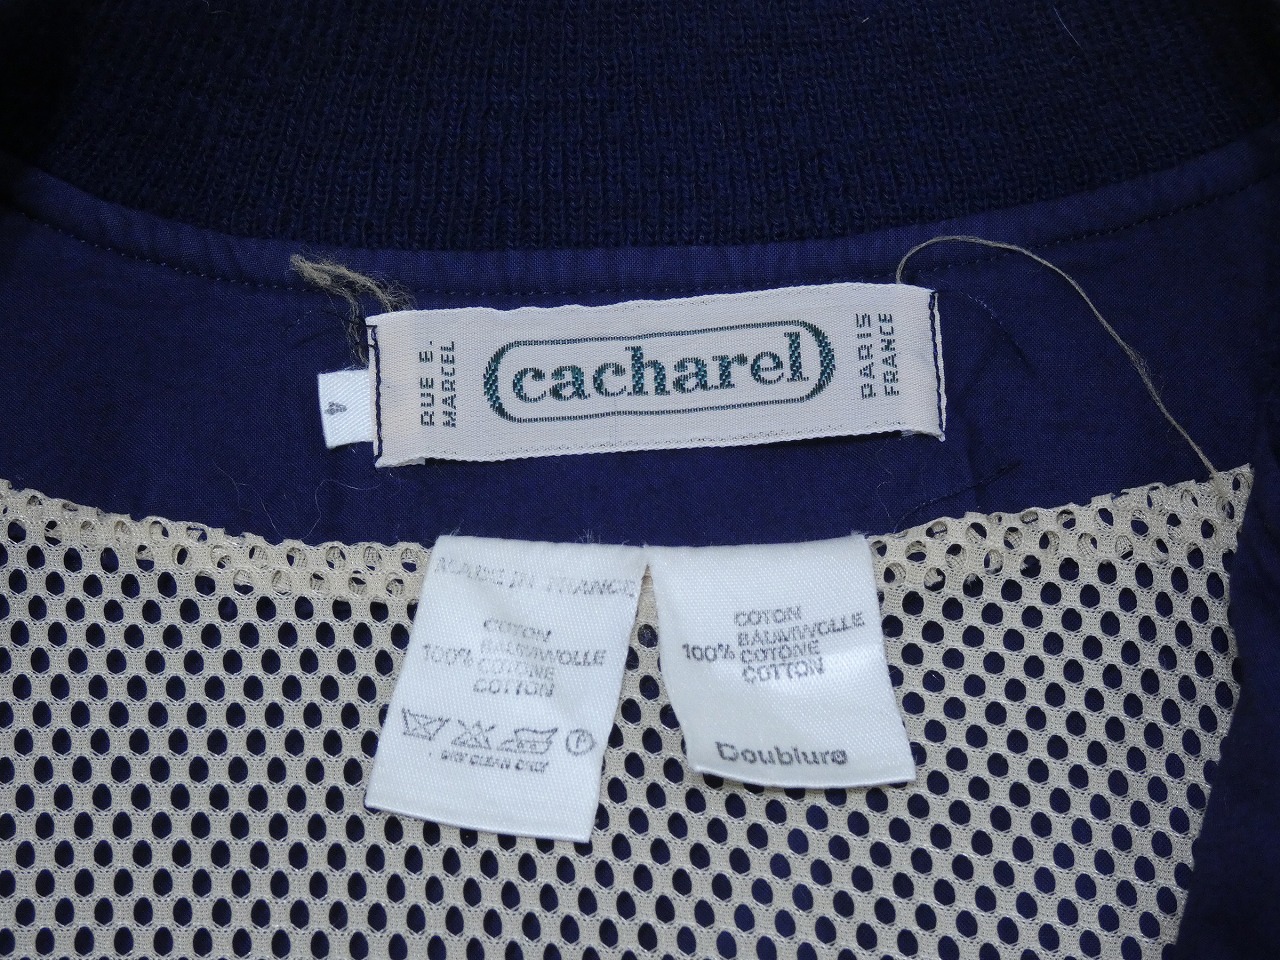 RUE E.
MARCEL
cacharel
PARIS
FRANCE
4
MADE IN FRANCE
COTON
BAUMWOLLE
100% COTONE
COTTON
P
DRY CLEAN ONLY
COTON
BAUMWOLLE
100% COTONE
COTTON
Doublure